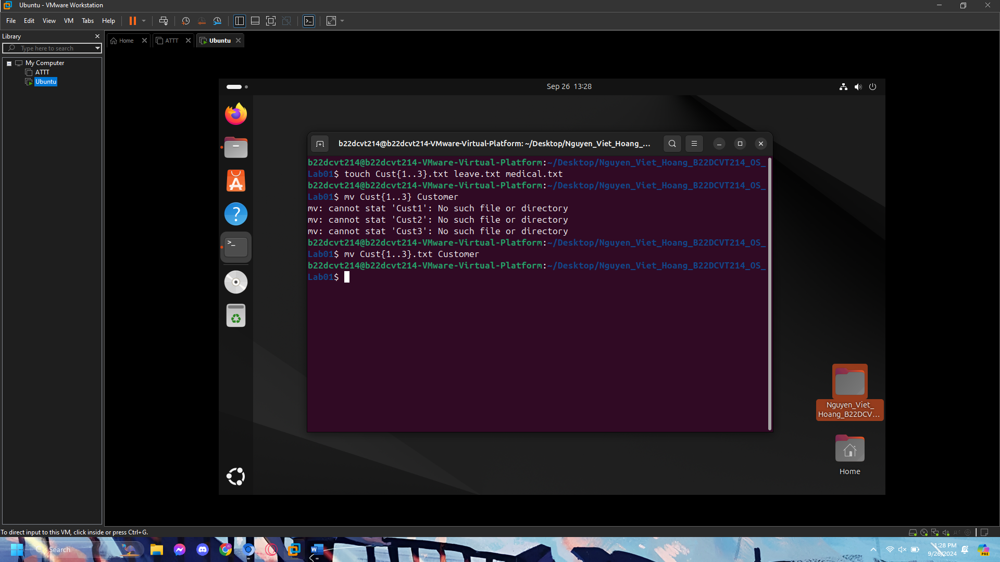 Ubuntu - VMware Workstation
File Edit View VM Tabs Help
Library
Type here to search
My Computer
ATTT
Ubuntu
Home
ATTT
Ubuntu
Sep 26 13:28
b22dcvt214@b22dcvt214-VMware-Virtual-Platform: ~/Desktop/Nguyen_Viet_Hoang_...
b22dcvt214@b22dcvt214-VMware-Virtual-Platform:~/Desktop/Nguyen_Viet_Hoang_B22DCVT214_OS_
Lab01$ touch Cust{1..3}.txt leave.txt medical.txt
b22dcvt214@b22dcvt214-VMware-Virtual-Platform:~/Desktop/Nguyen_Viet_Hoang_B22DCVT214_OS_
Lab01$ mv Cust{1..3} Customer
mv: cannot stat 'Cust1': No such file or directory
mv: cannot stat 'Cust2': No such file or directory
mv: cannot stat 'Cust3': No such file or directory
b22dcvt214@b22dcvt214-VMware-Virtual-Platform:~/Desktop/Nguyen_Viet_Hoang_B22DCVT214_OS_
Lab01$ mv Cust{1..3}.txt Customer
b22dcvt214@b22dcvt214-VMware-Virtual-Platform:~/Desktop/Nguyen_Viet_Hoang_B22DCVT214_OS_
Lab01$
Nguyen_Viet_
Hoang_B22DCV...
Home
To direct input to this VM, click inside or press Ctrl+G.
Search
1:28 PM
9/26/2024
PRE